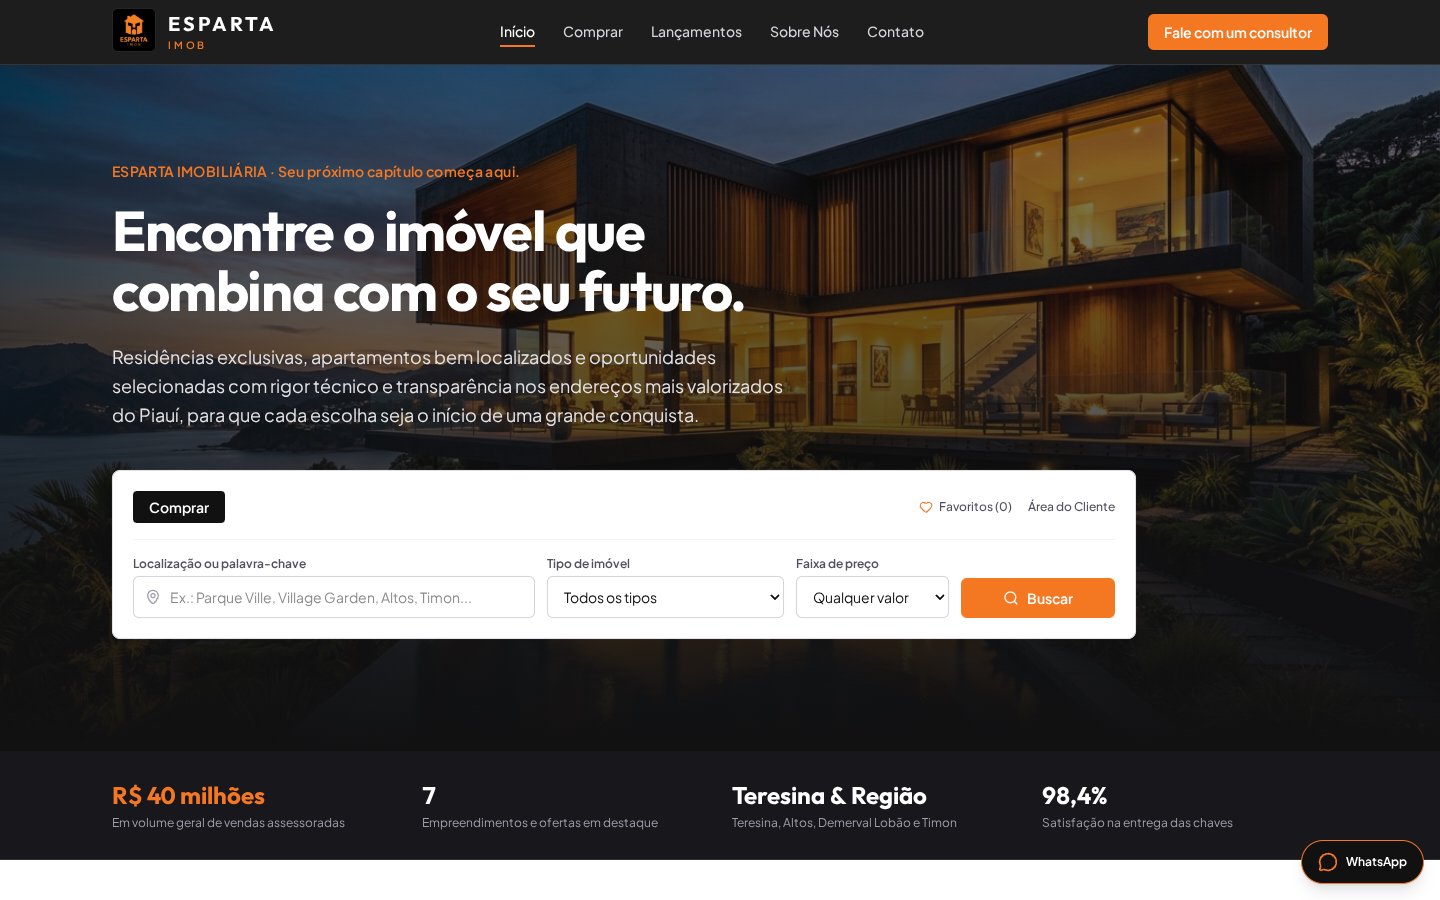 ESPARTA
IMOB
ESPARTA
IMOB
Início
Comprar
Lançamentos
Sobre Nós
Contato
Fale com um consultor
ESPARTA IMOBILIÁRIA · Seu próximo capítulo começa aqui.
Encontre o imóvel que
combina com o seu futuro.
Residências exclusivas, apartamentos bem localizados e oportunidades
selecionadas com rigor técnico e transparência nos endereços mais valorizados
do Piauí, para que cada escolha seja o início de uma grande conquista.
Comprar
Favoritos (0)
Área do Cliente
Localização ou palavra-chave
Tipo de imóvel
Faixa de preço
Ex.: Parque Ville, Village Garden, Altos, Timon...
Todos os tipos
Qualquer valor
Buscar
R$ 40 milhões
Em volume geral de vendas assessoradas
7
Empreendimentos e ofertas em destaque
Teresina & Região
Teresina, Altos, Demerval Lobão e Timon
98,4%
Satisfação na entrega das chaves
WhatsApp